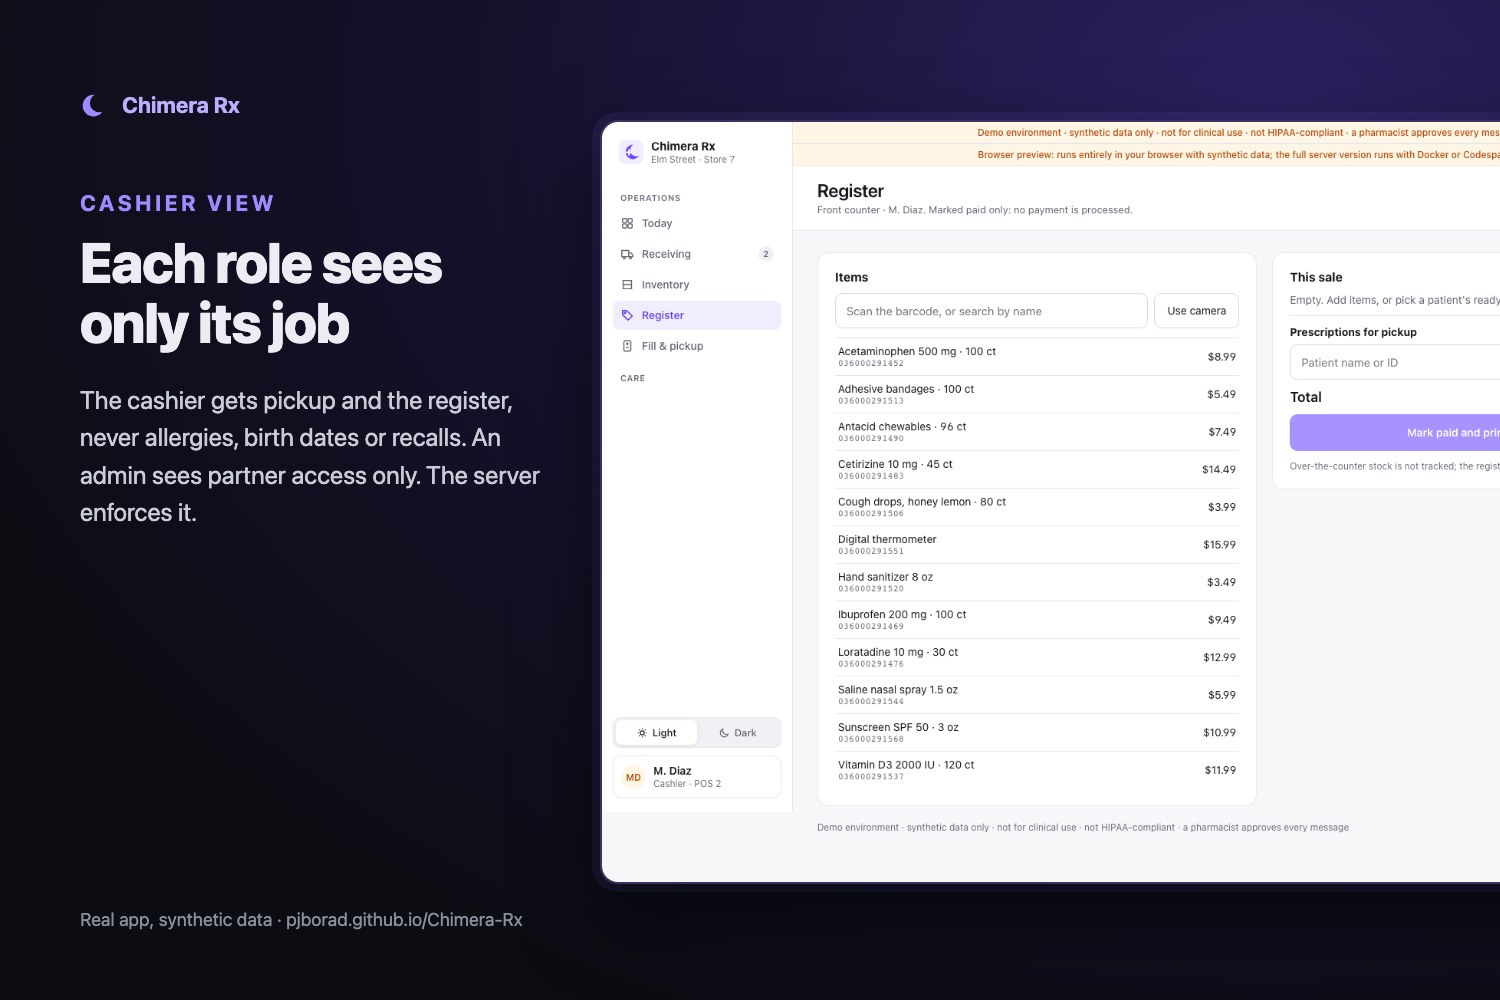 Chimera Rx
CASHIER VIEW
Each role sees
only its job
The cashier gets pickup and the register,
never allergies, birth dates or recalls. An
admin sees partner access only. The server
enforces it.
Real app, synthetic data · pjborad.github.io/Chimera-Rx
Chimera Rx
Elm Street · Store 7
OPERATIONS
Today
Receiving 2
Inventory
Register
Fill & pickup
CARE
Light Dark
MD M. Diaz
Cashier · POS 2
Demo environment · synthetic data only · not for clinical use · not HIPAA-compliant · a pharmacist approves every
Browser preview: runs entirely in your browser with synthetic data; the full server version runs with Docker or
Register
Front counter · M. Diaz. Marked paid only: no payment is processed.
Items
Scan the barcode, or search by name Use camera
Acetaminophen 500 mg · 100 ct $8.99
036000291452
Adhesive bandages · 100 ct $5.49
036000291513
Antacid chewables · 96 ct $7.49
036000291490
Cetirizine 10 mg · 45 ct $14.49
036000291483
Cough drops, honey lemon · 80 ct $3.99
036000291506
Digital thermometer $15.99
036000291551
Hand sanitizer 8 oz $3.49
036000291520
Ibuprofen 200 mg · 100 ct $9.49
036000291469
Loratadine 10 mg · 30 ct $12.99
036000291476
Saline nasal spray 1.5 oz $5.99
036000291544
Sunscreen SPF 50 · 3 oz $10.99
036000291568
Vitamin D3 2000 IU · 120 ct $11.99
036000291537
This sale
Empty. Add items, or pick a patient's ready
Prescriptions for pickup
Patient name or ID
Total
Mark paid and
Over-the-counter stock is not tracked; the
Demo environment · synthetic data only · not for clinical use · not HIPAA-compliant · a pharmacist approves every message